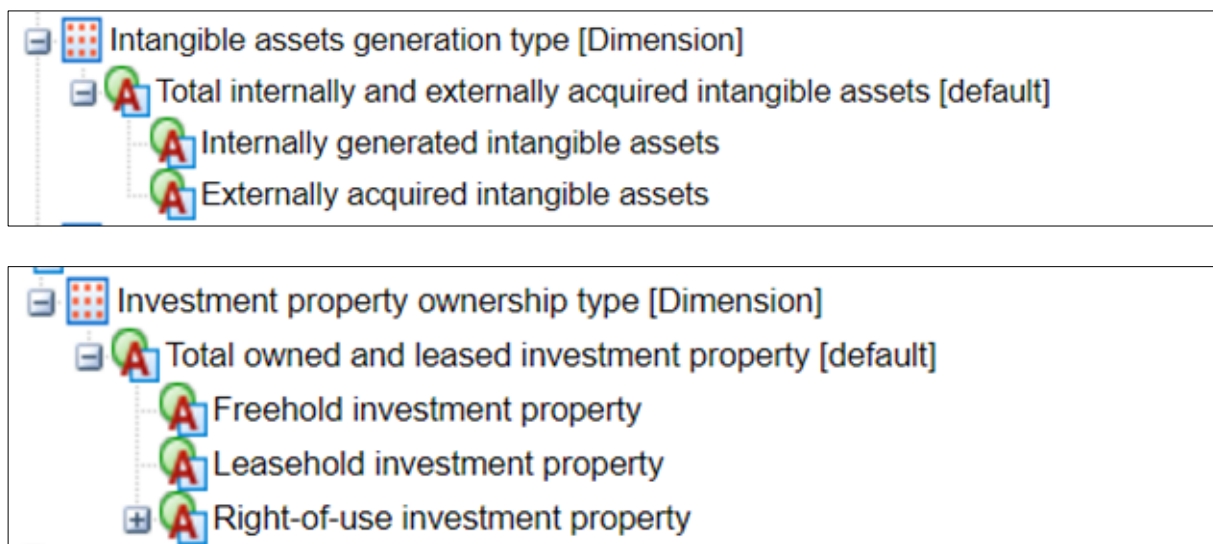 Intangible assets generation type [Dimension]
Total internally and externally acquired intangible assets [default]
Internally generated intangible assets
Externally acquired intangible assets
Investment property ownership type [Dimension]
Total owned and leased investment property [default]
Freehold investment property
Leasehold investment property
Right-of-use investment property